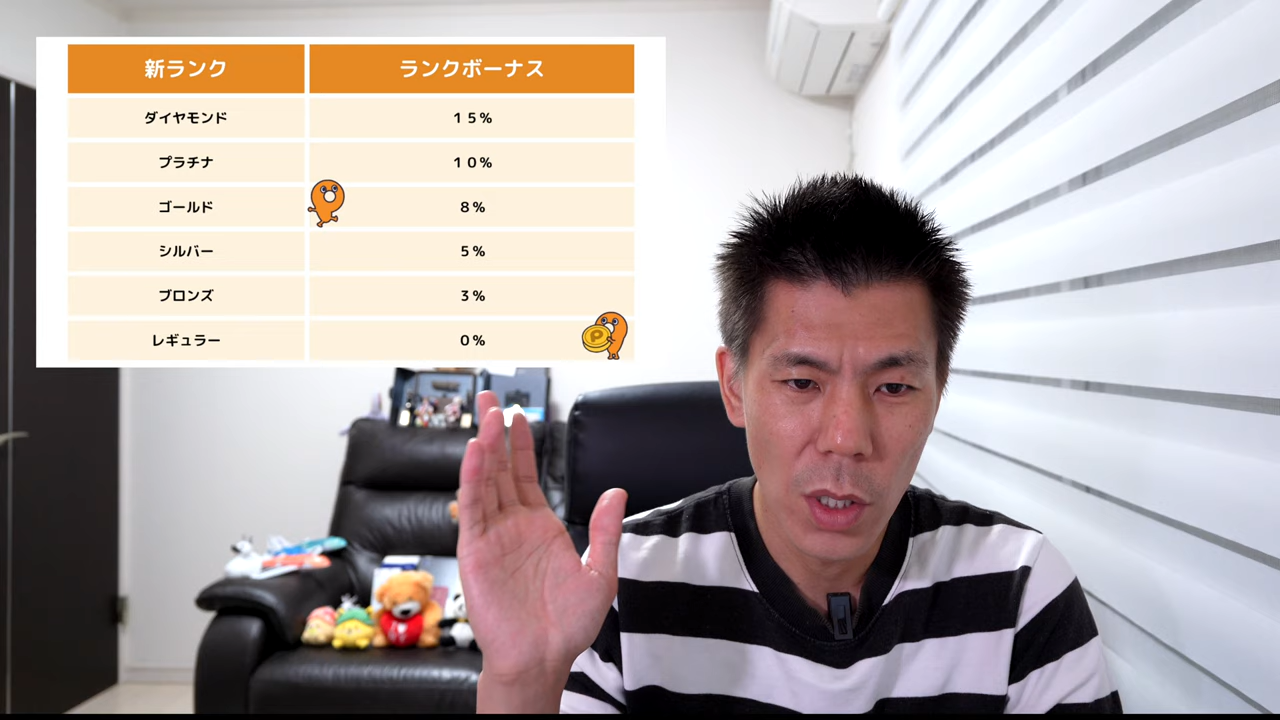 新ランク ランクボーナス
ダイヤモンド １５％
プラチナ １０％
ゴールド ８％
シルバー ５％
ブロンズ ３％
レギュラー ０％
P